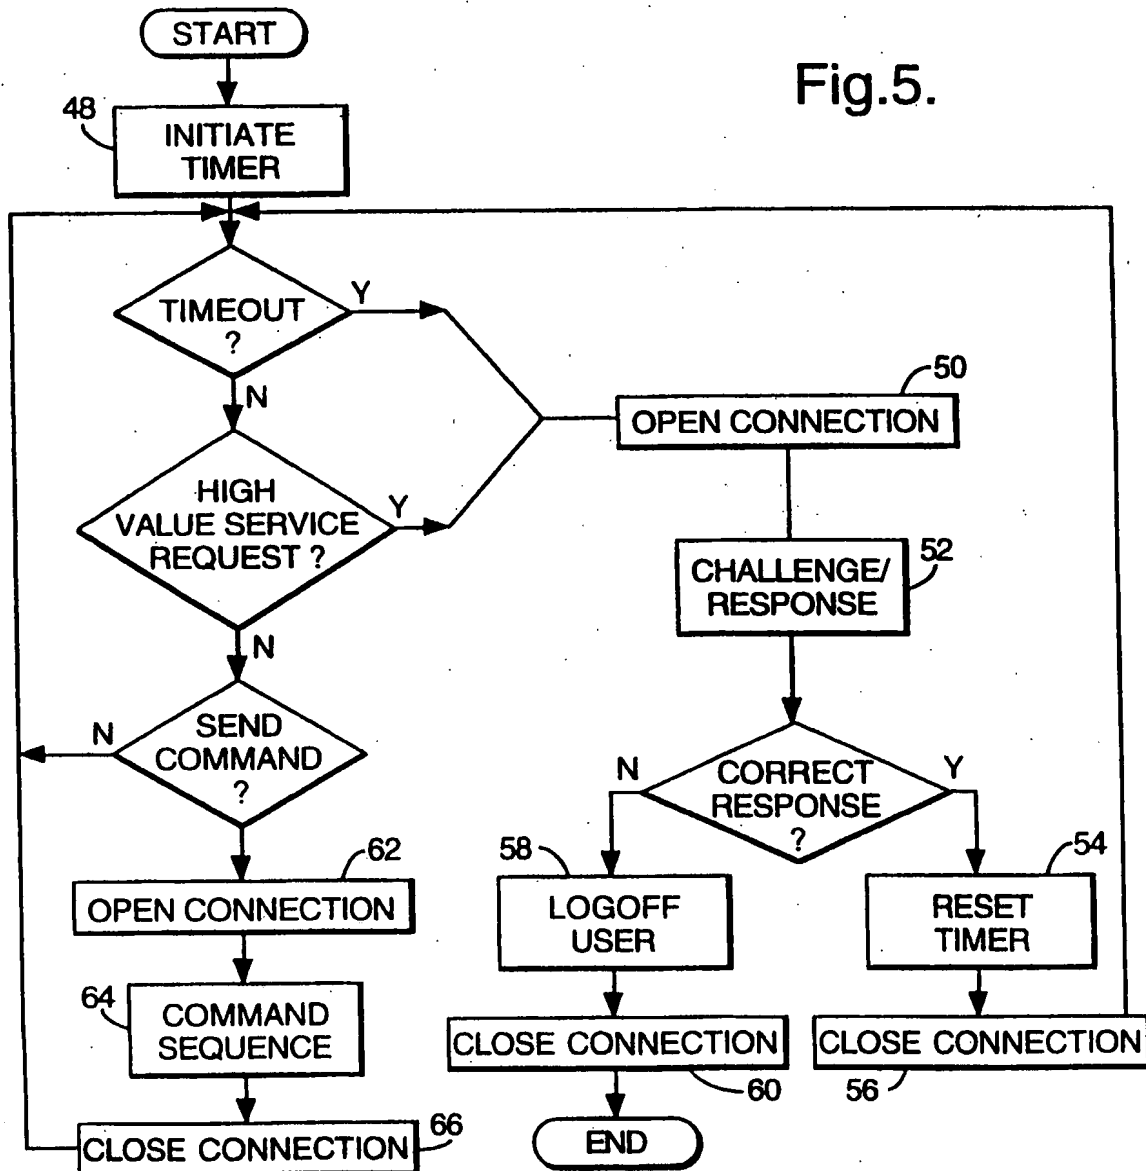 START
Fig.5.
48
INITIATE
TIMER
TIMEOUT
?
Y
N
50
OPEN CONNECTION
HIGH
VALUE SERVICE
REQUEST ?
Y
N
52
CHALLENGE/
RESPONSE
SEND
COMMAND
?
N
CORRECT
RESPONSE
?
N
Y
62
OPEN CONNECTION
58
LOGOFF
USER
54
RESET
TIMER
64
COMMAND
SEQUENCE
CLOSE CONNECTION
60
CLOSE CONNECTION
56
CLOSE CONNECTION
66
END